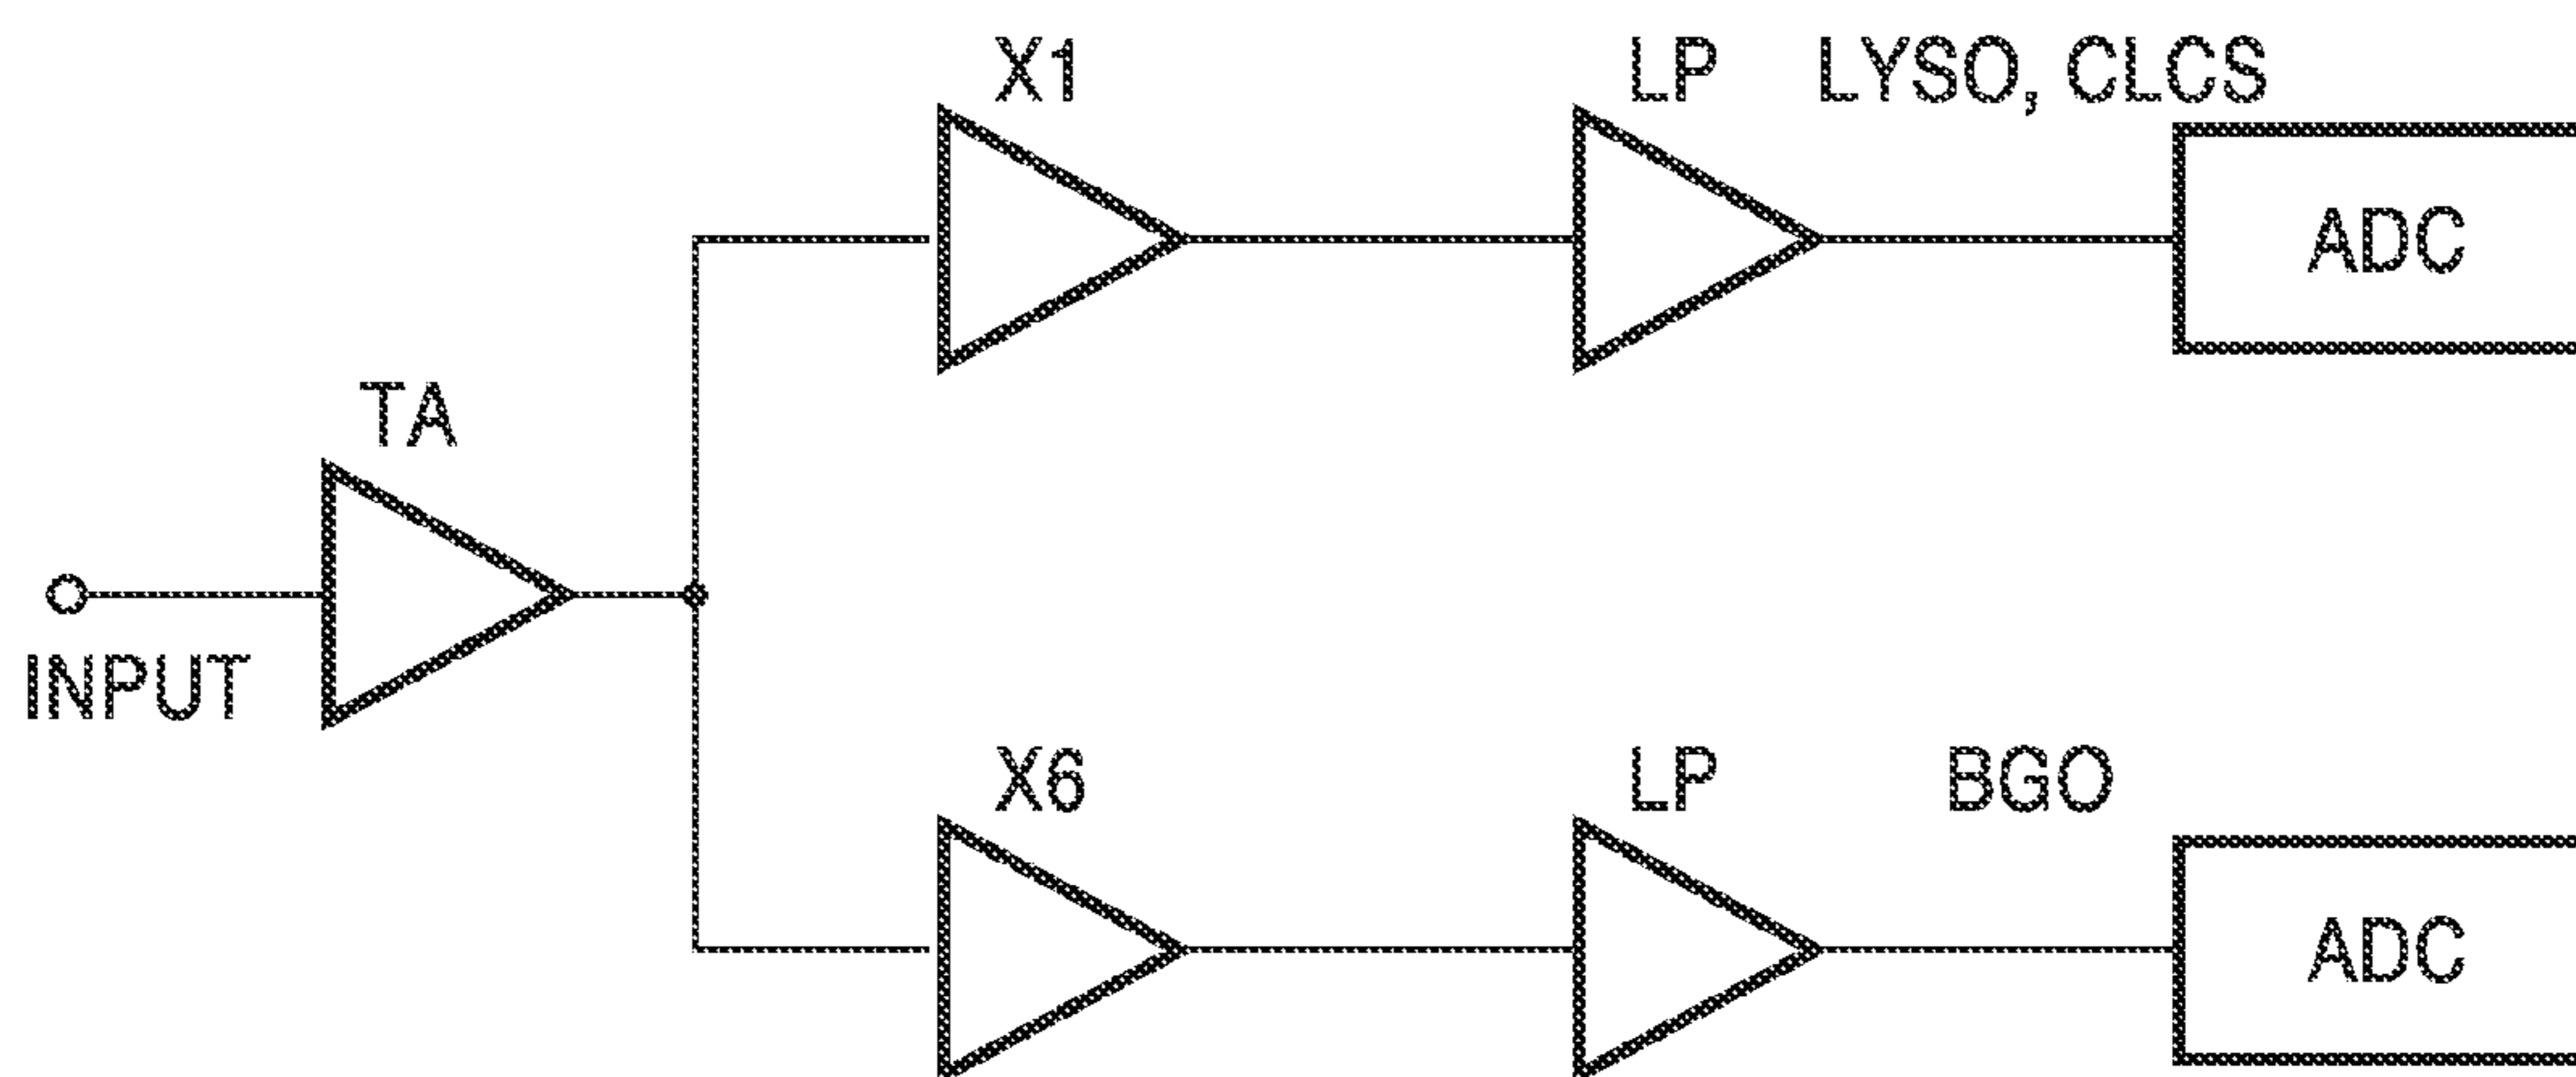 X1
LP
LYSO, CLCS
ADC
TA
INPUT
X6
LP
BGO
ADC